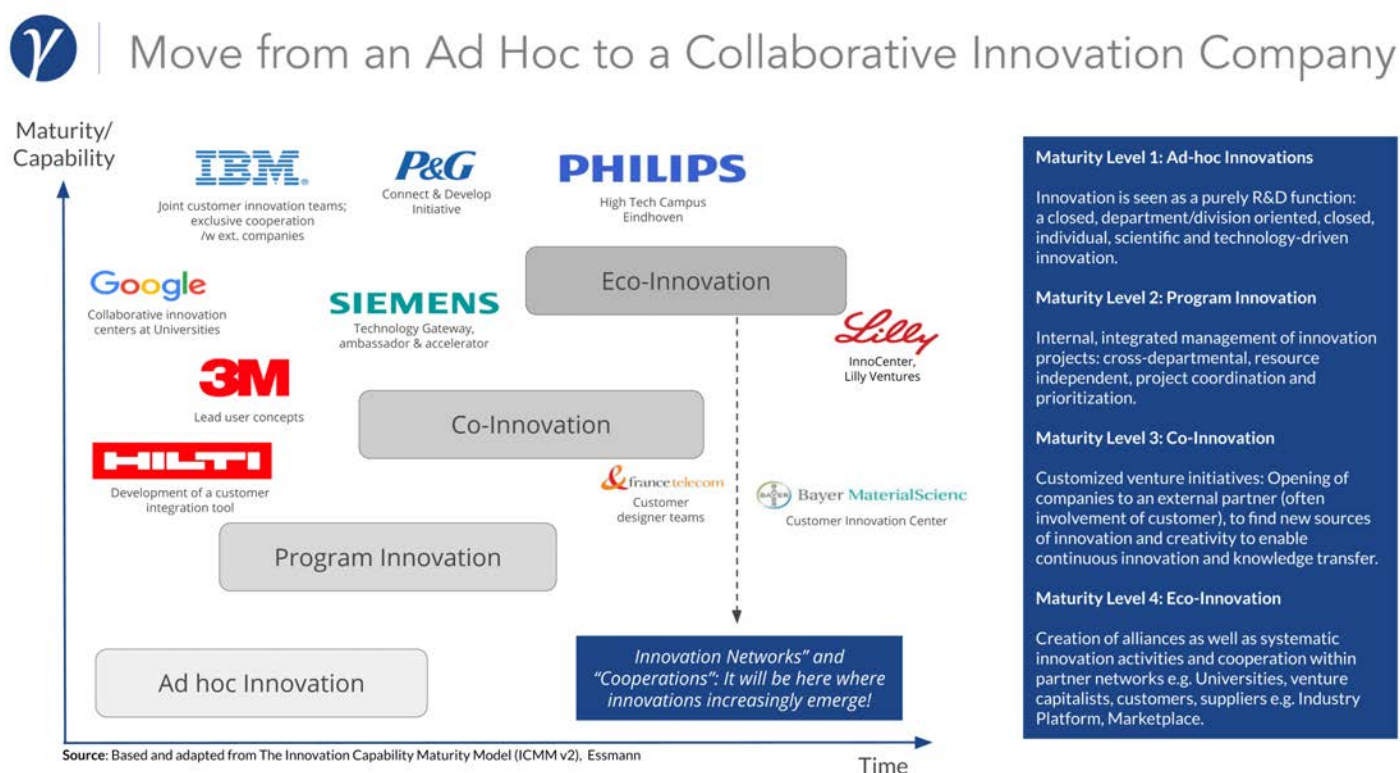 γ
Move from an Ad Hoc to a Collaborative Innovation Company
Maturity/
Capability
IBM
Joint customer innovation teams;
exclusive cooperation
/w ext. companies
P&G
Connect & Develop
Initiative
PHILIPS
High Tech Campus
Eindhoven
Google
Collaborative innovation
centers at Universities
SIEMENS
Technology Gateway,
ambassador & accelerator
Eco-Innovation
Lilly
InnoCenter,
Lilly Ventures
3M
Lead user concepts
Co-Innovation
HILTI
Development of a customer
integration tool
& francetelecom
Customer
designer teams
BAYER
Bayer MaterialScienc
Customer Innovation Center
Program Innovation
Ad hoc Innovation
Innovation Networks” and
“Cooperations”: It will be here where
innovations increasingly emerge!
Source: Based and adapted from The Innovation Capability Maturity Model (ICMM v2), Essmann
Time
Maturity Level 1: Ad-hoc Innovations
Innovation is seen as a purely R&D function:
a closed, department/division oriented, closed,
individual, scientific and technology-driven
innovation.
Maturity Level 2: Program Innovation
Internal, integrated management of innovation
projects: cross-departmental, resource
independent, project coordination and
prioritization.
Maturity Level 3: Co-Innovation
Customized venture initiatives: Opening of
companies to an external partner (often
involvement of customer), to find new sources
of innovation and creativity to enable
continuous innovation and knowledge transfer.
Maturity Level 4: Eco-Innovation
Creation of alliances as well as systematic
innovation activities and cooperation within
partner networks e.g. Universities, venture
capitalists, customers, suppliers e.g. Industry
Platform, Marketplace.